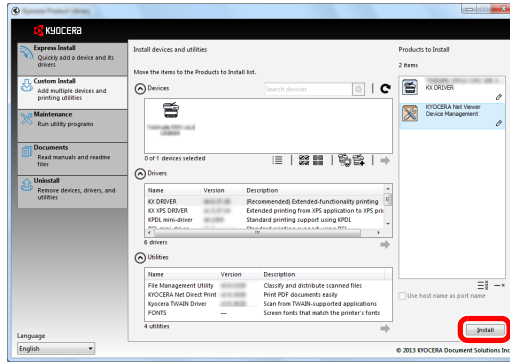 Kyocera Product Library
KYOCERA
Express Install
Quickly add a device and its
drivers
Custom Install
Add multiple devices and
printing utilities
Maintenance
Run utility programs
Documents
Read manuals and readme
files
Uninstall
Remove devices, drivers, and
utilities
Language
English
Install devices and utilities
Move the items to the Products to Install list.
Devices
Search devices
0 of 1 devices selected
Drivers
Name Version Description
KX DRIVER (Recommended) Extended-functionality printing
KX XPS DRIVER Extended printing from XPS application to XPS prin
KPDL mini-driver Standard printing support using KPDL
6 drivers
Utilities
Name Version Description
File Management Utility Classify and distribute scanned files
KYOCERA Net Direct Print Print PDF documents easily
Kyocera TWAIN Driver Scan from TWAIN-supported applications
FONTS — Screen fonts that match the printer's fonts
4 utilities
Products to Install
2 items
KX DRIVER
KYOCERA Net Viewer
Device Management
Use host name as port name
Install
© 2013 KYOCERA Document Solutions Inc